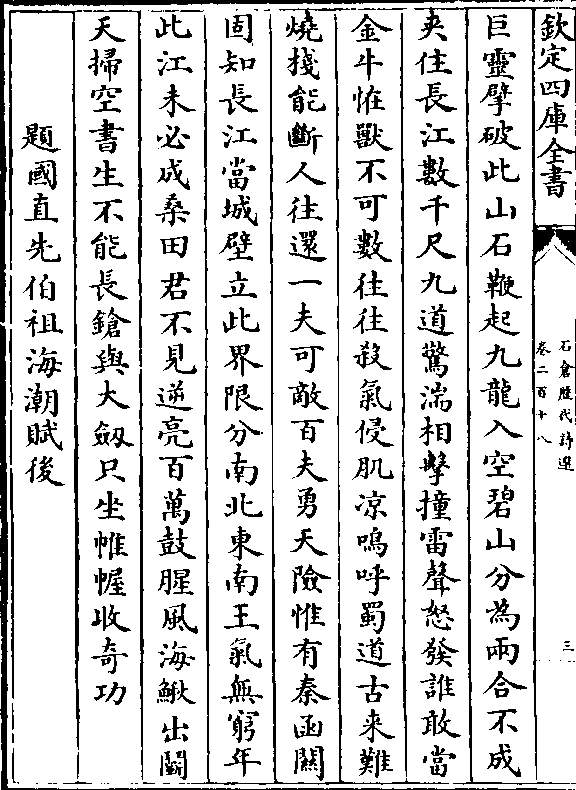 欽定四庫全書
石倉歷代詩選
卷二百十八
三
巨靈擘破此山石鞭起九龍入空碧山分為兩合不成
夾住長江數千尺九道驚湍相擊撞雷聲怒發誰敢當
金牛恠獸不可數往往殺氣侵肌凉嗚呼蜀道古来難
燒棧能斷人往還一夫可敵百夫勇天險惟有秦函關
固知長江當城壁立此界限分南北東南王氣無窮年
此江未必成桑田君不見逆亮百萬鼓腥風海鰍出鬭
天掃空書生不能長鎗與大劔只坐帷幄收奇功
題國直先伯祖海潮賦後